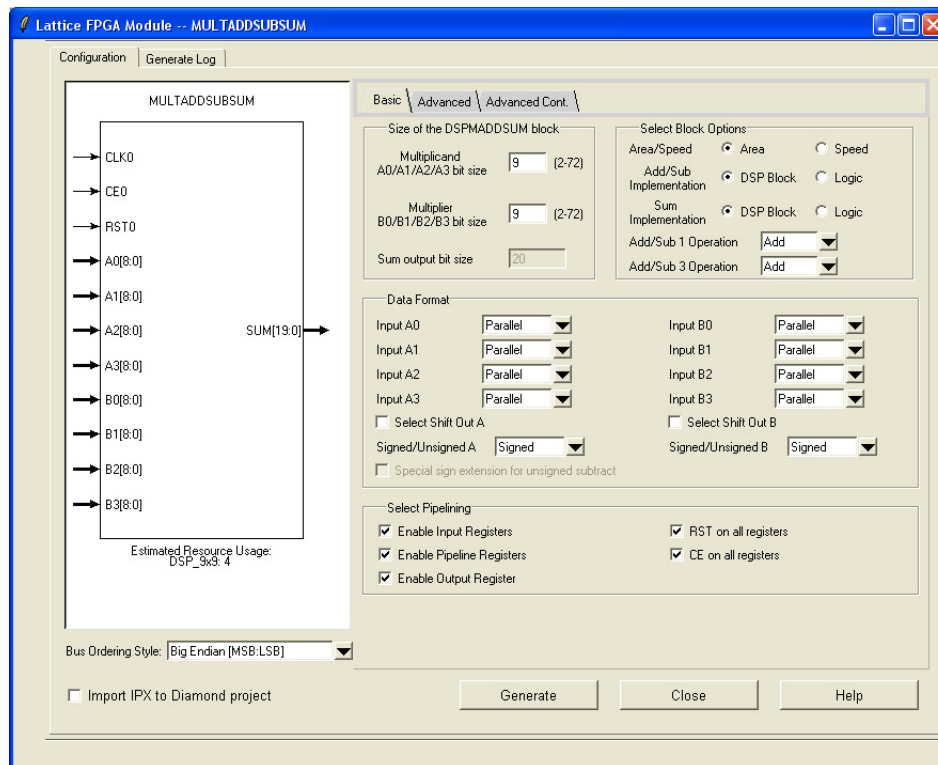 Lattice FPGA Module -- MULTADDSUBSUM
Configuration
Generate Log
MULTADDSUBSUM
CLK0
CE0
RST0
A0[8:0]
A1[8:0]
A2[8:0]
SUM[19:0]
A3[8:0]
B0[8:0]
B1[8:0]
B2[8:0]
B3[8:0]
Estimated Resource Usage:
DSP_9x9: 4
Bus Ordering Style: Big Endian [MSB:LSB]
Basic
Advanced
Advanced Cont.
Size of the DSPMADDSUM block
Multiplicand
A0/A1/A2/A3 bit size 9 (2-72)
Multiplier
B0/B1/B2/B3 bit size 9 (2-72)
Sum output bit size 20
Select Block Options
Area/Speed Area Speed
Add/Sub
Implementation DSP Block Logic
Sum
Implementation DSP Block Logic
Add/Sub 1 Operation Add
Add/Sub 3 Operation Add
Data Format
Input A0 Parallel Input B0 Parallel
Input A1 Parallel Input B1 Parallel
Input A2 Parallel Input B2 Parallel
Input A3 Parallel Input B3 Parallel
Select Shift Out A Select Shift Out B
Signed/Unsigned A Signed Signed/Unsigned B Signed
Special sign extension for unsigned subtract
Select Pipelining
Enable Input Registers RST on all registers
Enable Pipeline Registers CE on all registers
Enable Output Register
Import IPX to Diamond project
Generate
Close
Help